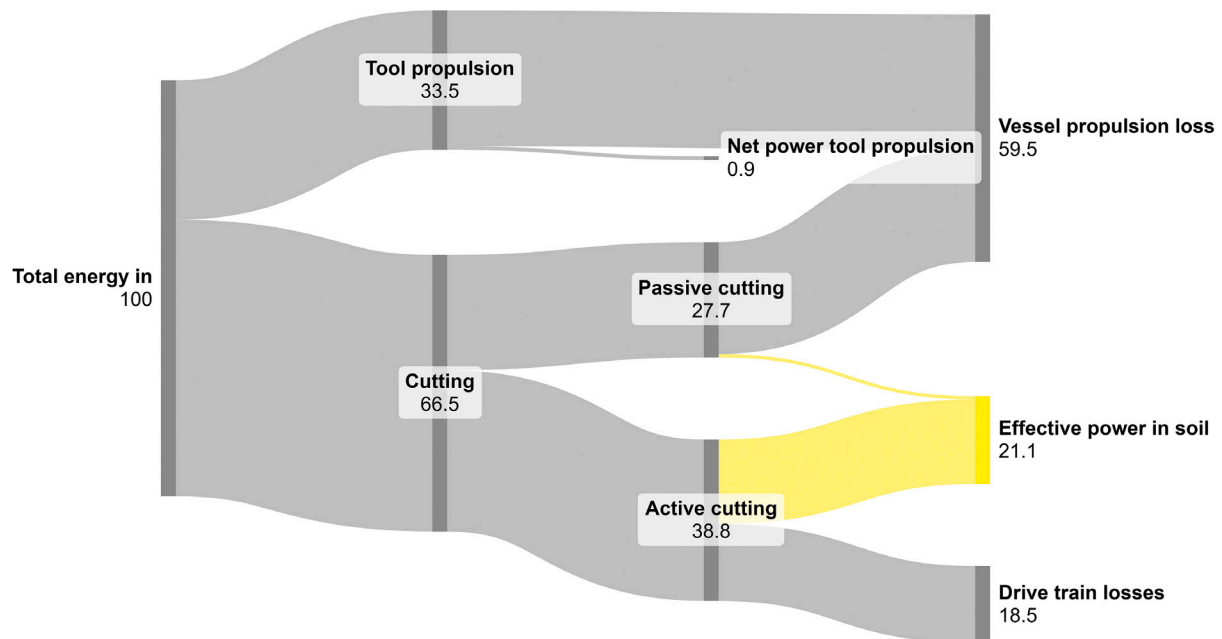 Tool propulsion
33.5
Vessel propulsion loss
59.5
Net power tool propulsion
0.9
Total energy in
100
Passive cutting
27.7
Cutting
66.5
Effective power in soil
21.1
Active cutting
38.8
Drive train losses
18.5